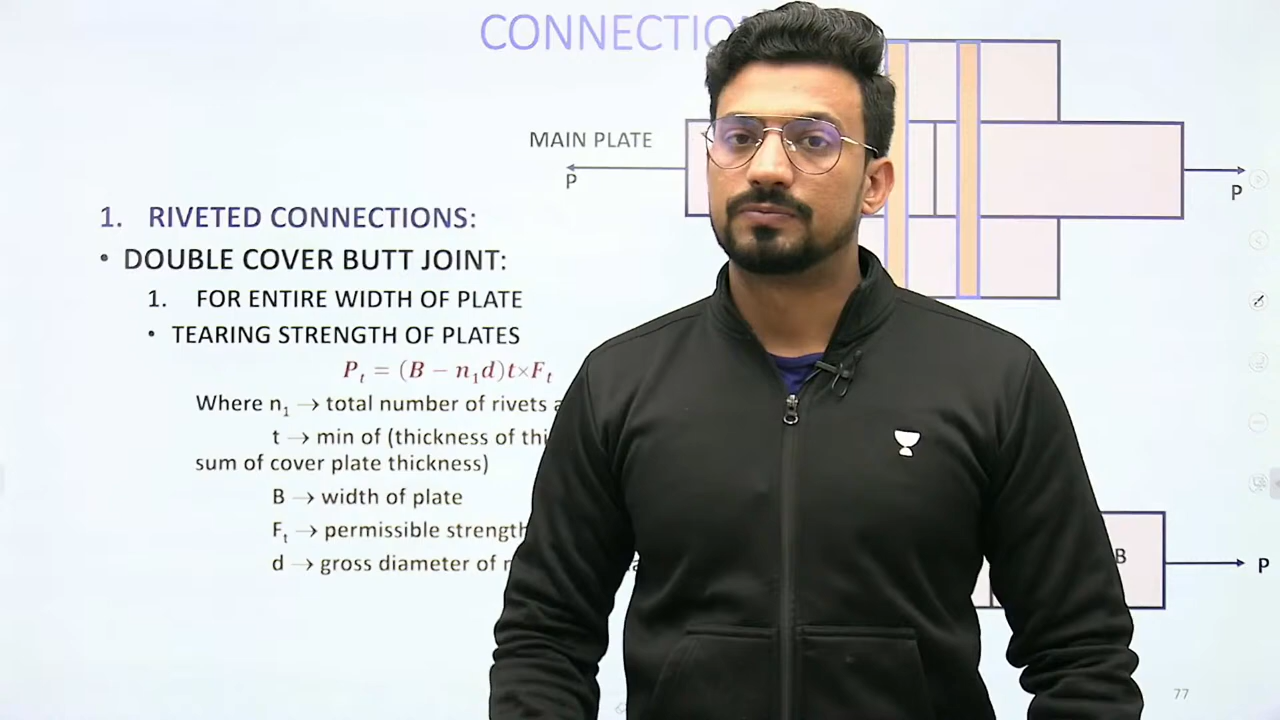 CONNECTIO
MAIN PLATE
P
P
1. RIVETED CONNECTIONS:
• DOUBLE COVER BUTT JOINT:
1. FOR ENTIRE WIDTH OF PLATE
• TEARING STRENGTH OF PLATES
Pₜ = (B − n₁d)t×Fₜ
Where n₁ → total number of rivets
t → min of (thickness of
sum of cover plate thickness)
B → width of plate
Fₜ → permissible strength
d → gross diameter of
B
P
77